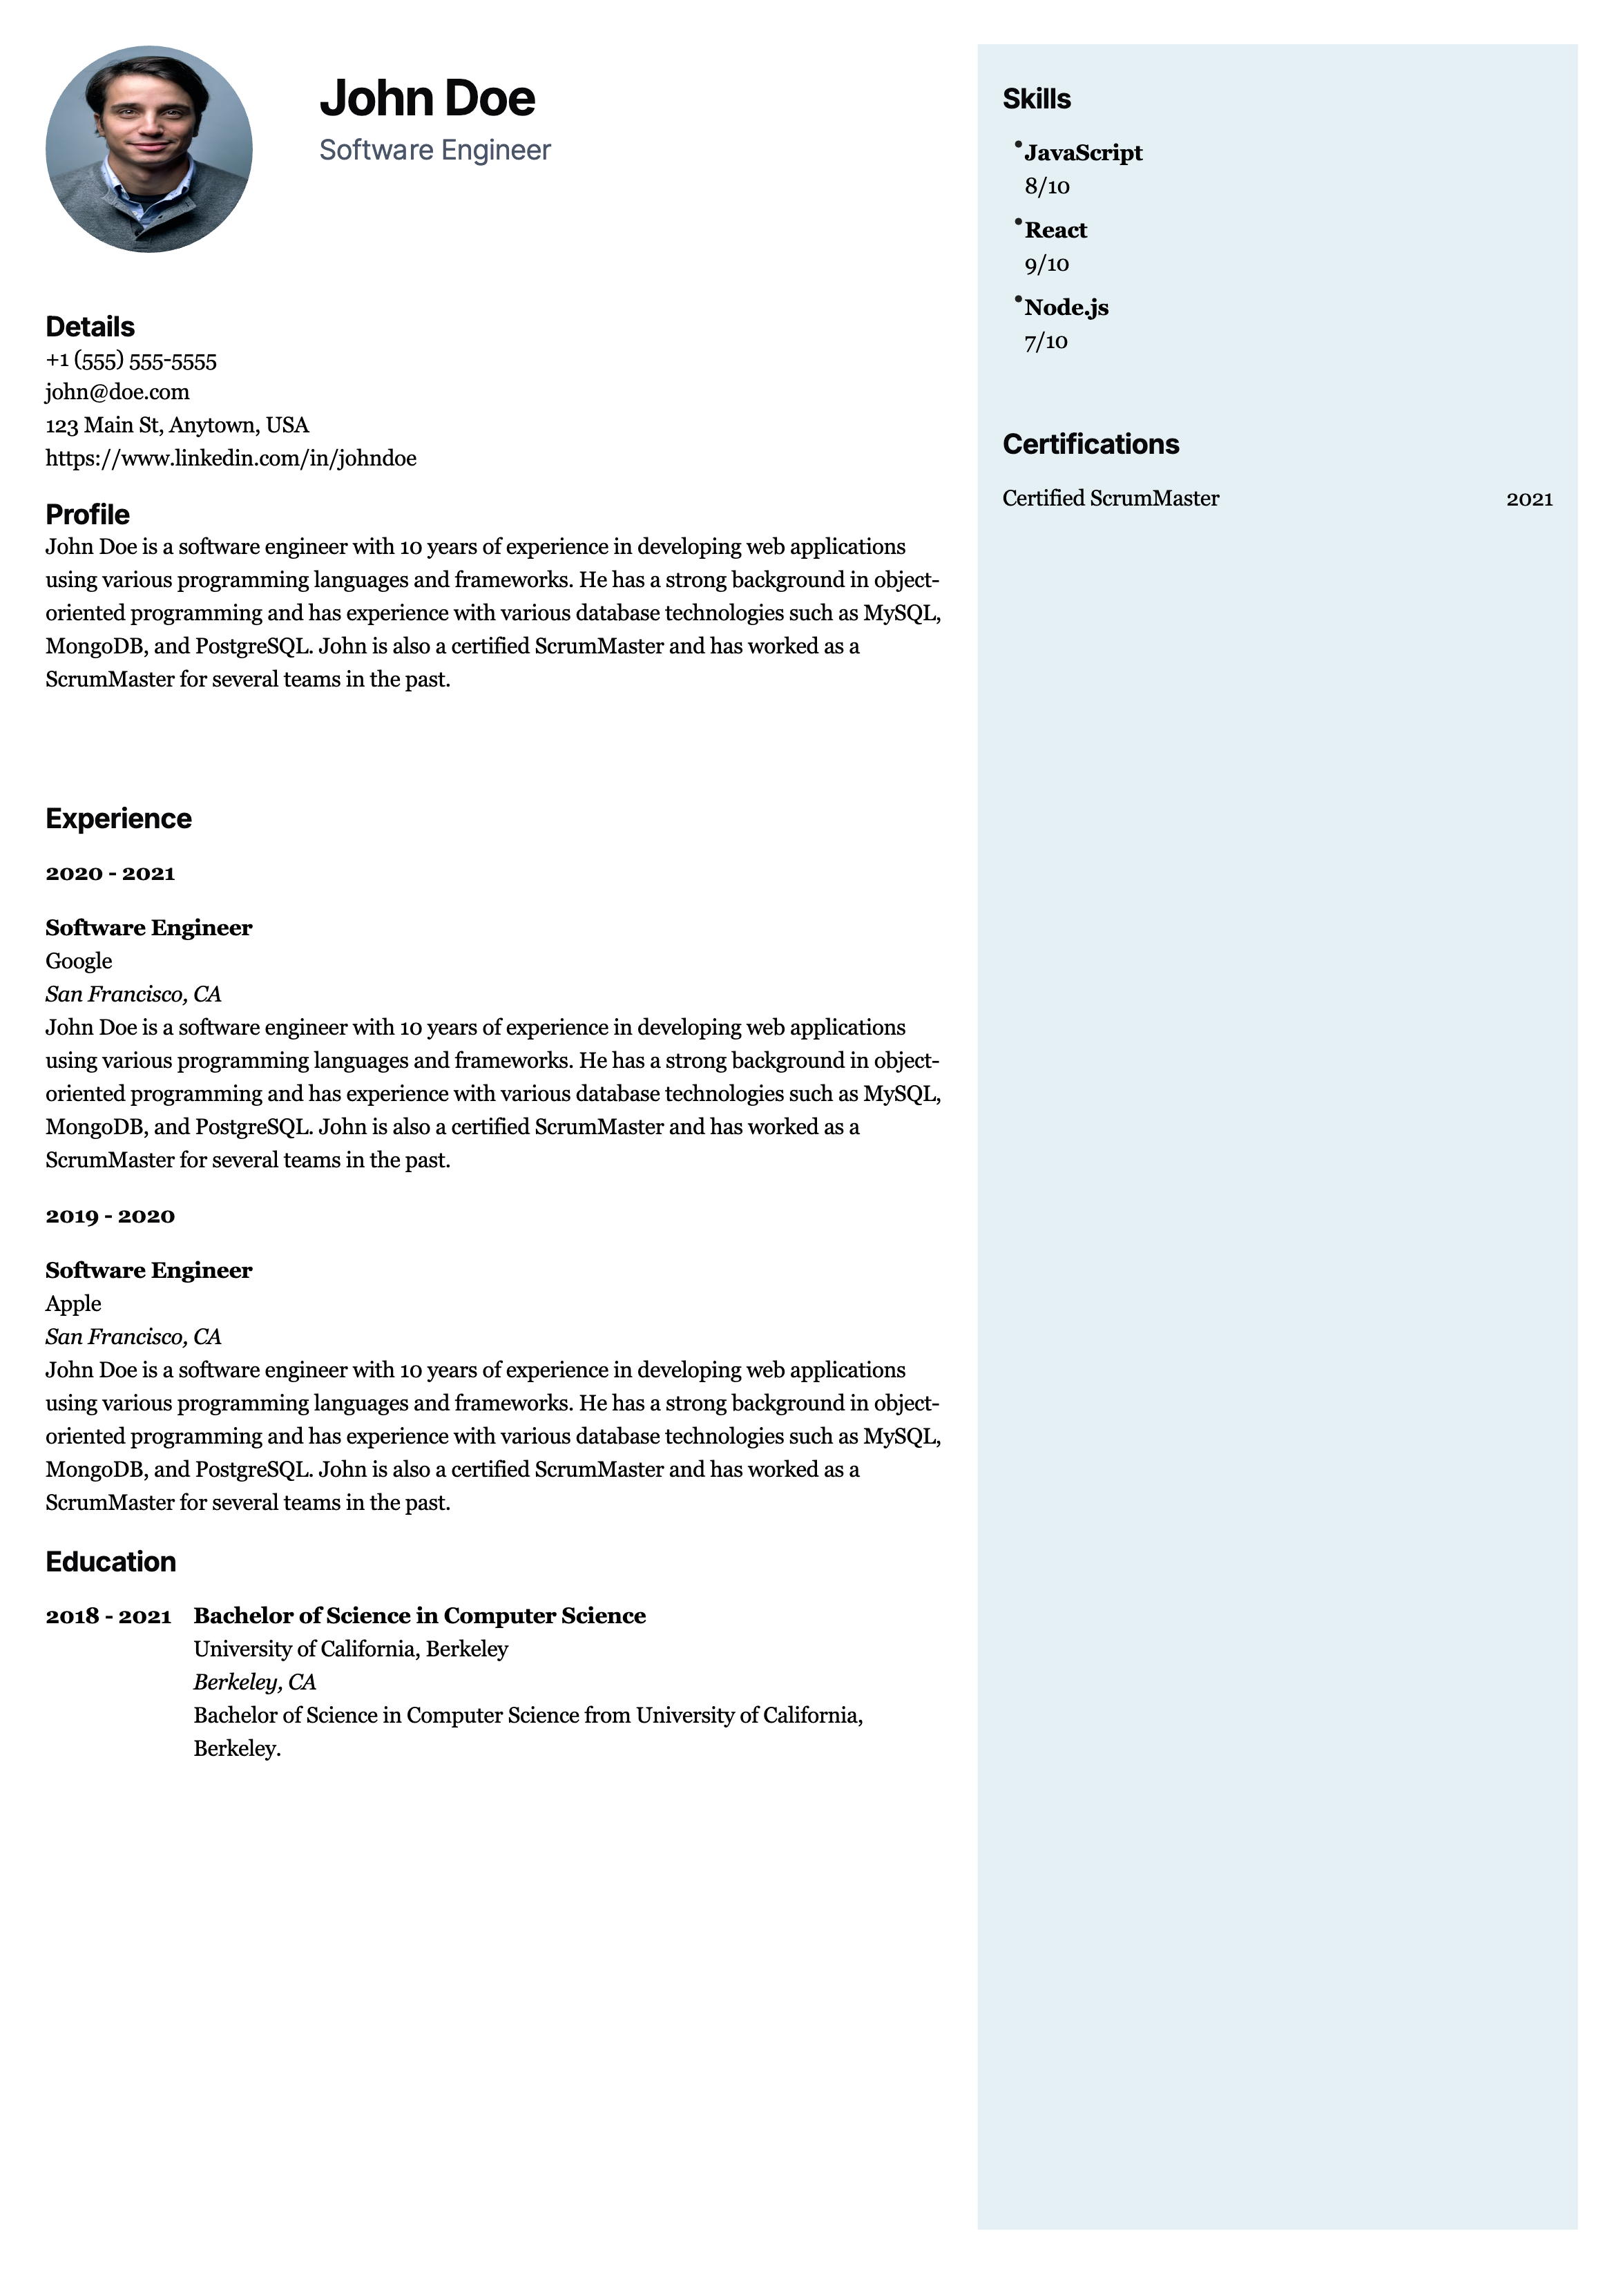 John Doe
Software Engineer
Details
+1 (555) 555-5555
john@doe.com
123 Main St, Anytown, USA
https://www.linkedin.com/in/johndoe
Profile
John Doe is a software engineer with 10 years of experience in developing web applications
using various programming languages and frameworks. He has a strong background in object-
oriented programming and has experience with various database technologies such as MySQL,
MongoDB, and PostgreSQL. John is also a certified ScrumMaster and has worked as a
ScrumMaster for several teams in the past.
Experience
2020 - 2021
Software Engineer
Google
San Francisco, CA
John Doe is a software engineer with 10 years of experience in developing web applications
using various programming languages and frameworks. He has a strong background in object-
oriented programming and has experience with various database technologies such as MySQL,
MongoDB, and PostgreSQL. John is also a certified ScrumMaster and has worked as a
ScrumMaster for several teams in the past.
2019 - 2020
Software Engineer
Apple
San Francisco, CA
John Doe is a software engineer with 10 years of experience in developing web applications
using various programming languages and frameworks. He has a strong background in object-
oriented programming and has experience with various database technologies such as MySQL,
MongoDB, and PostgreSQL. John is also a certified ScrumMaster and has worked as a
ScrumMaster for several teams in the past.
Education
2018 - 2021 Bachelor of Science in Computer Science
University of California, Berkeley
Berkeley, CA
Bachelor of Science in Computer Science from University of California,
Berkeley.
Skills
• JavaScript
8/10
• React
9/10
• Node.js
7/10
Certifications
Certified ScrumMaster 2021